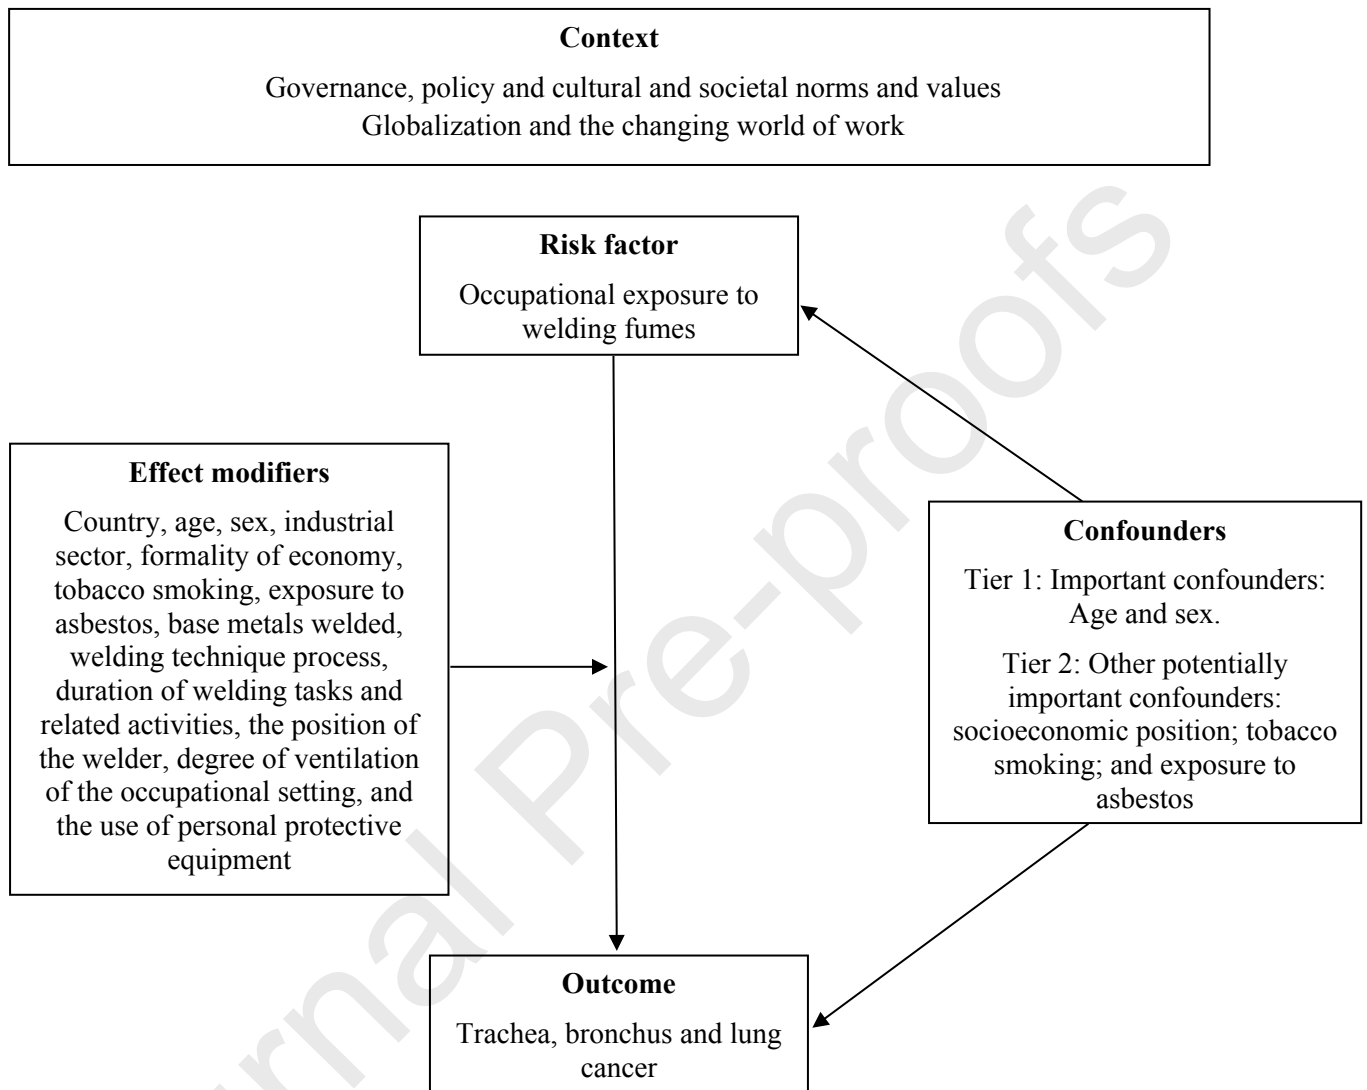 Context
Governance, policy and cultural and societal norms and values
Globalization and the changing world of work
Risk factor
Occupational exposure to
welding fumes
Effect modifiers
Country, age, sex, industrial
sector, formality of economy,
tobacco smoking, exposure to
asbestos, base metals welded,
welding technique process,
duration of welding tasks and
related activities, the position of
the welder, degree of ventilation
of the occupational setting, and
the use of personal protective
equipment
Confounders
Tier 1: Important confounders:
Age and sex.
Tier 2: Other potentially
important confounders:
socioeconomic position; tobacco
smoking; and exposure to
asbestos
Outcome
Trachea, bronchus and lung
cancer
rnal Pre-proofs